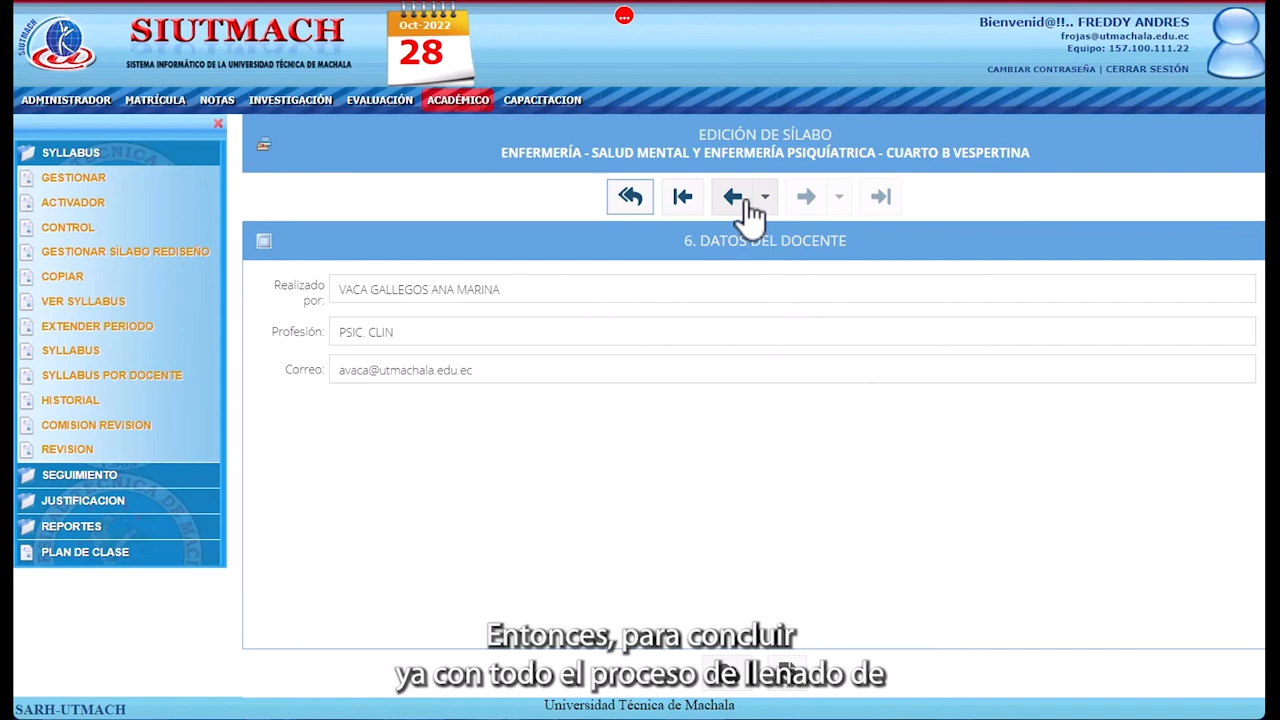 SIUTMACH
SIUTMACH
SISTEMA INFORMÁTICO DE LA UNIVERSIDAD TÉCNICA DE MACHALA
Oct-2022
28
Bienvenid@!!.. FREDDY ANDRES
frojas@utmachala.edu.ec
Equipo: 157.100.111.22
CAMBIAR CONTRASEÑA | CERRAR SESIÓN
ADMINISTRADOR MATRÍCULA NOTAS INVESTIGACIÓN EVALUACIÓN ACADÉMICO CAPACITACION
SYLLABUS
GESTIONAR
ACTIVADOR
CONTROL
GESTIONAR SÍLABO REDISEÑO
COPIAR
VER SYLLABUS
EXTENDER PERIODO
SYLLABUS
SYLLABUS POR DOCENTE
HISTORIAL
COMISION REVISION
REVISION
SEGUIMIENTO
JUSTIFICACION
REPORTES
PLAN DE CLASE
EDICIÓN DE SÍLABO
ENFERMERÍA - SALUD MENTAL Y ENFERMERÍA PSIQUÍATRICA - CUARTO B VESPERTINA
6. DATOS DEL DOCENTE
Realizado por: VACA GALLEGOS ANA MARINA
Profesión: PSIC. CLIN
Correo: avaca@utmachala.edu.ec
Entonces, para concluir
ya con todo el proceso de llenado de
SARH-UTMACH
Universidad Técnica de Machala